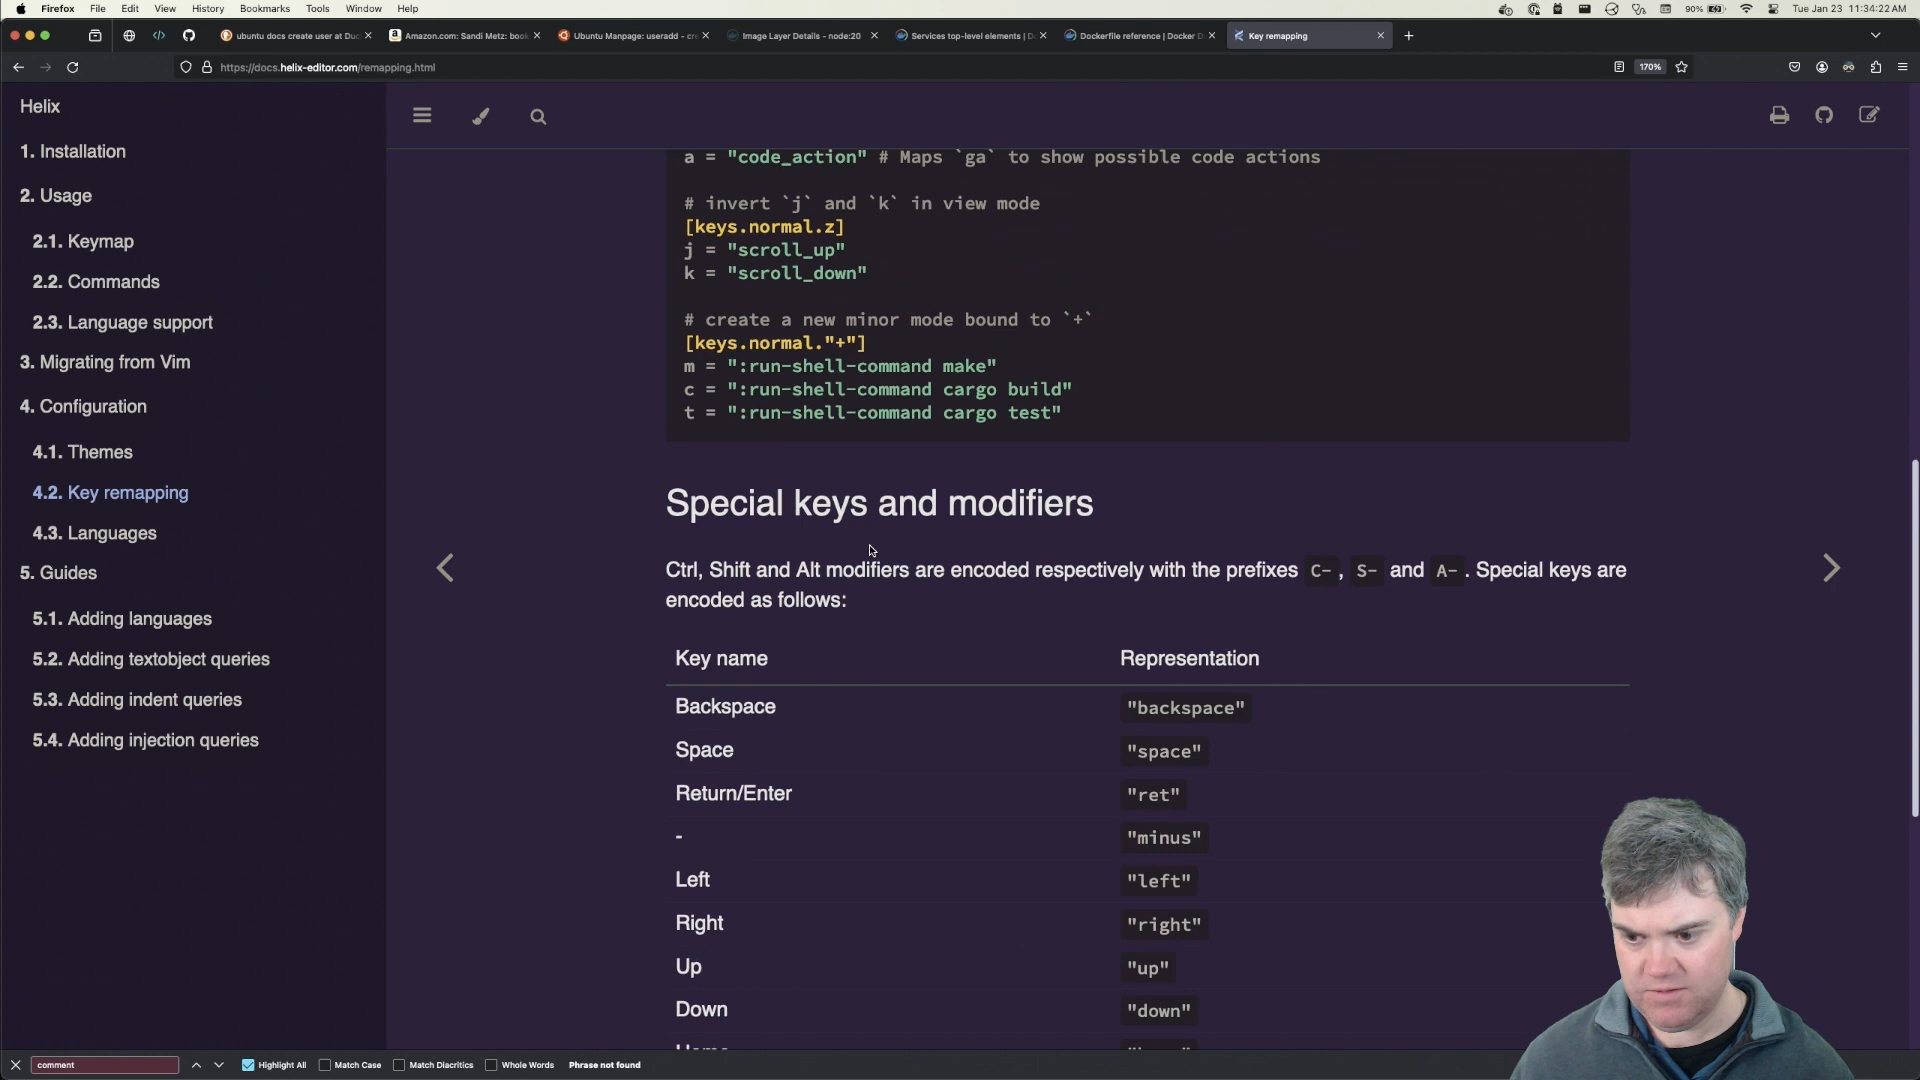 Firefox File Edit View History Bookmarks Tools Window Help
90% Tue Jan 23 11:34:22 AM
ubuntu docs create user at Duc
Amazon.com: Sandi Metz: book
Ubuntu Manpage: useradd - cre
Image Layer Details - node:20
Services top-level elements | D
Dockerfile reference | Docker D
Key remapping
https://docs.helix-editor.com/remapping.html
170%
Helix
1. Installation
2. Usage
2.1. Keymap
2.2. Commands
2.3. Language support
3. Migrating from Vim
4. Configuration
4.1. Themes
4.2. Key remapping
4.3. Languages
5. Guides
5.1. Adding languages
5.2. Adding textobject queries
5.3. Adding indent queries
5.4. Adding injection queries
a = "code_action" # Maps `ga` to show possible code actions
# invert `j` and `k` in view mode
[keys.normal.z]
j = "scroll_up"
k = "scroll_down"
# create a new minor mode bound to `+`
[keys.normal."+"]
m = ":run-shell-command make"
c = ":run-shell-command cargo build"
t = ":run-shell-command cargo test"
Special keys and modifiers
Ctrl, Shift and Alt modifiers are encoded respectively with the prefixes C-, S- and A-. Special keys are
encoded as follows:
Key name Representation
Backspace "backspace"
Space "space"
Return/Enter "ret"
- "minus"
Left "left"
Right "right"
Up "up"
Down "down"
comment
Highlight All
Match Case
Match Diacritics
Whole Words
Phrase not found